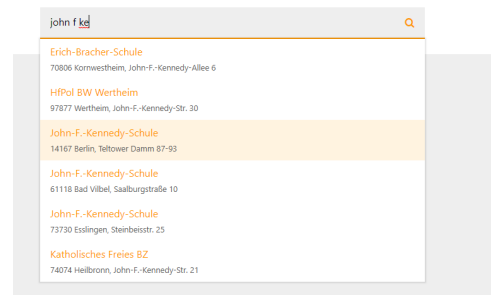 john f ke
Erich-Bracher-Schule
70806 Kornwestheim, John-F.-Kennedy-Allee 6
HfPol BW Wertheim
97877 Wertheim, John-F.-Kennedy-Str. 30
John-F.-Kennedy-Schule
14167 Berlin, Teltower Damm 87-93
John-F.-Kennedy-Schule
61118 Bad Vilbel, Saalburgstraße 10
John-F.-Kennedy-Schule
73730 Esslingen, Steinbeisstr. 25
Katholisches Freies BZ
74074 Heilbronn, John-F.-Kennedy-Str. 21